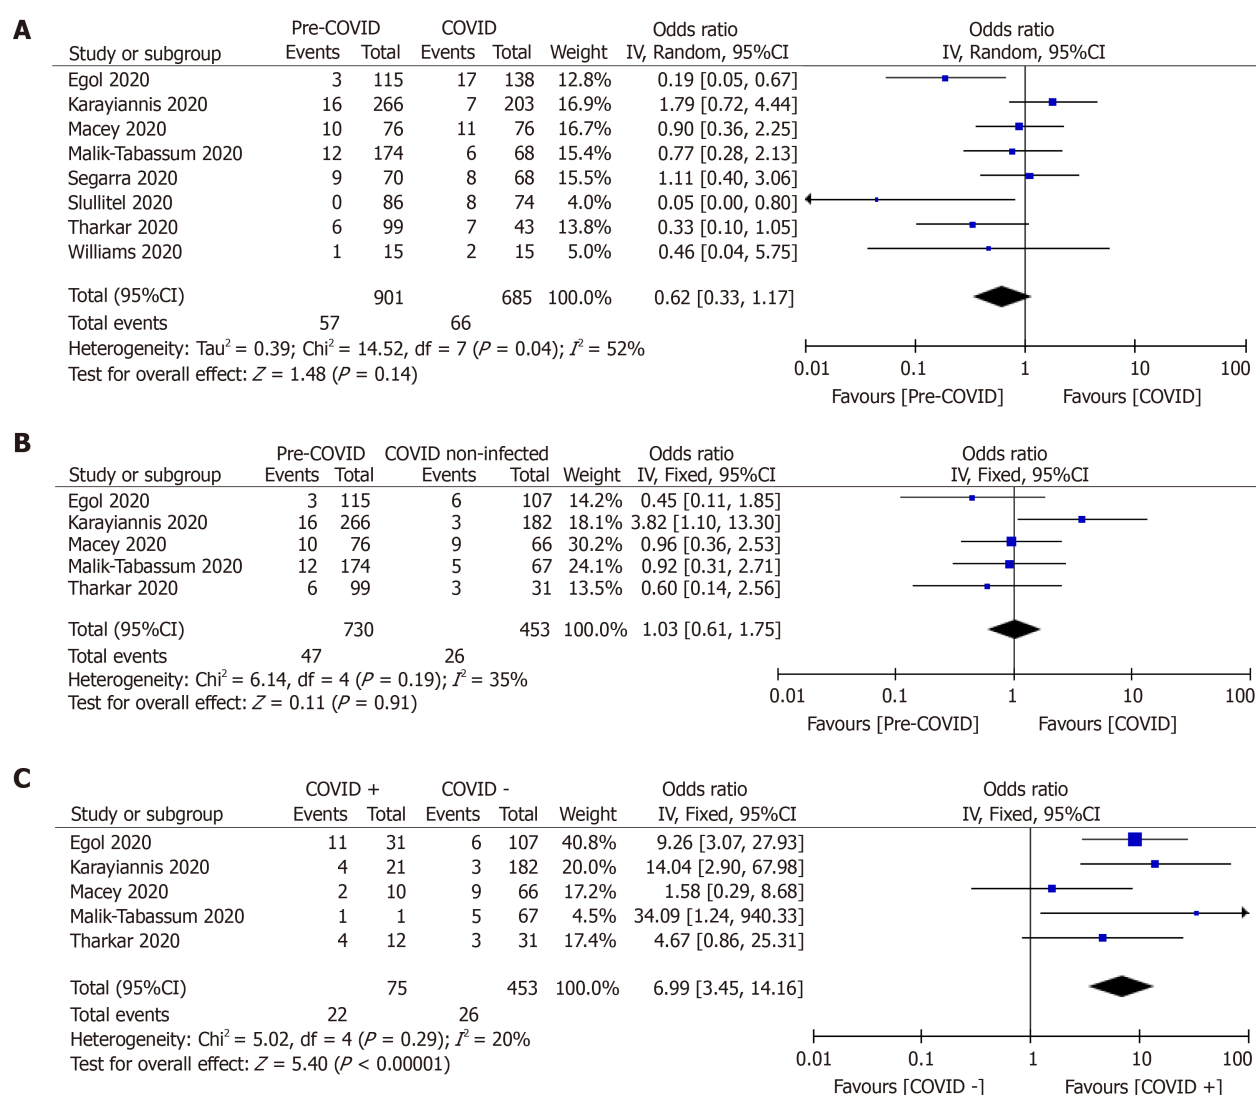 A
Pre-COVID COVID Odds ratio Odds ratio
Study or subgroup Events Total Events Total Weight IV, Random, 95%CI IV, Random, 95%CI
Egol 2020 3 115 17 138 12.8% 0.19 [0.05, 0.67]
Karayiannis 2020 16 266 7 203 16.9% 1.79 [0.72, 4.44]
Macey 2020 10 76 11 76 16.7% 0.90 [0.36, 2.25]
Malik-Tabassum 2020 12 174 6 68 15.4% 0.77 [0.28, 2.13]
Segarra 2020 9 70 8 68 15.5% 1.11 [0.40, 3.06]
Slullitel 2020 0 86 8 74 4.0% 0.05 [0.00, 0.80]
Tharkar 2020 6 99 7 43 13.8% 0.33 [0.10, 1.05]
Williams 2020 1 15 2 15 5.0% 0.46 [0.04, 5.75]
Total (95%CI) 901 685 100.0% 0.62 [0.33, 1.17]
Total events 57 66
Heterogeneity: Tau² = 0.39; Chi² = 14.52, df = 7 (P = 0.04); I² = 52%
Test for overall effect: Z = 1.48 (P = 0.14)
0.01 0.1 1 10 100
Favours [Pre-COVID] Favours [COVID]
B
Pre-COVID COVID non-infected Odds ratio Odds ratio
Study or subgroup Events Total Events Total Weight IV, Fixed, 95%CI IV, Fixed, 95%CI
Egol 2020 3 115 6 107 14.2% 0.45 [0.11, 1.85]
Karayiannis 2020 16 266 3 182 18.1% 3.82 [1.10, 13.30]
Macey 2020 10 76 9 66 30.2% 0.96 [0.36, 2.53]
Malik-Tabassum 2020 12 174 5 67 24.1% 0.92 [0.31, 2.71]
Tharkar 2020 6 99 3 31 13.5% 0.60 [0.14, 2.56]
Total (95%CI) 730 453 100.0% 1.03 [0.61, 1.75]
Total events 47 26
Heterogeneity: Chi² = 6.14, df = 4 (P = 0.19); I² = 35%
Test for overall effect: Z = 0.11 (P = 0.91)
0.01 0.1 1 10 100
Favours [Pre-COVID] Favours [COVID]
C
COVID + COVID - Odds ratio Odds ratio
Study or subgroup Events Total Events Total Weight IV, Fixed, 95%CI IV, Fixed, 95%CI
Egol 2020 11 31 6 107 40.8% 9.26 [3.07, 27.93]
Karayiannis 2020 4 21 3 182 20.0% 14.04 [2.90, 67.98]
Macey 2020 2 10 9 66 17.2% 1.58 [0.29, 8.68]
Malik-Tabassum 2020 1 1 5 67 4.5% 34.09 [1.24, 940.33]
Tharkar 2020 4 12 3 31 17.4% 4.67 [0.86, 25.31]
Total (95%CI) 75 453 100.0% 6.99 [3.45, 14.16]
Total events 22 26
Heterogeneity: Chi² = 5.02, df = 4 (P = 0.29); I² = 20%
Test for overall effect: Z = 5.40 (P < 0.00001)
0.01 0.1 1 10 100
Favours [COVID -] Favours [COVID +]